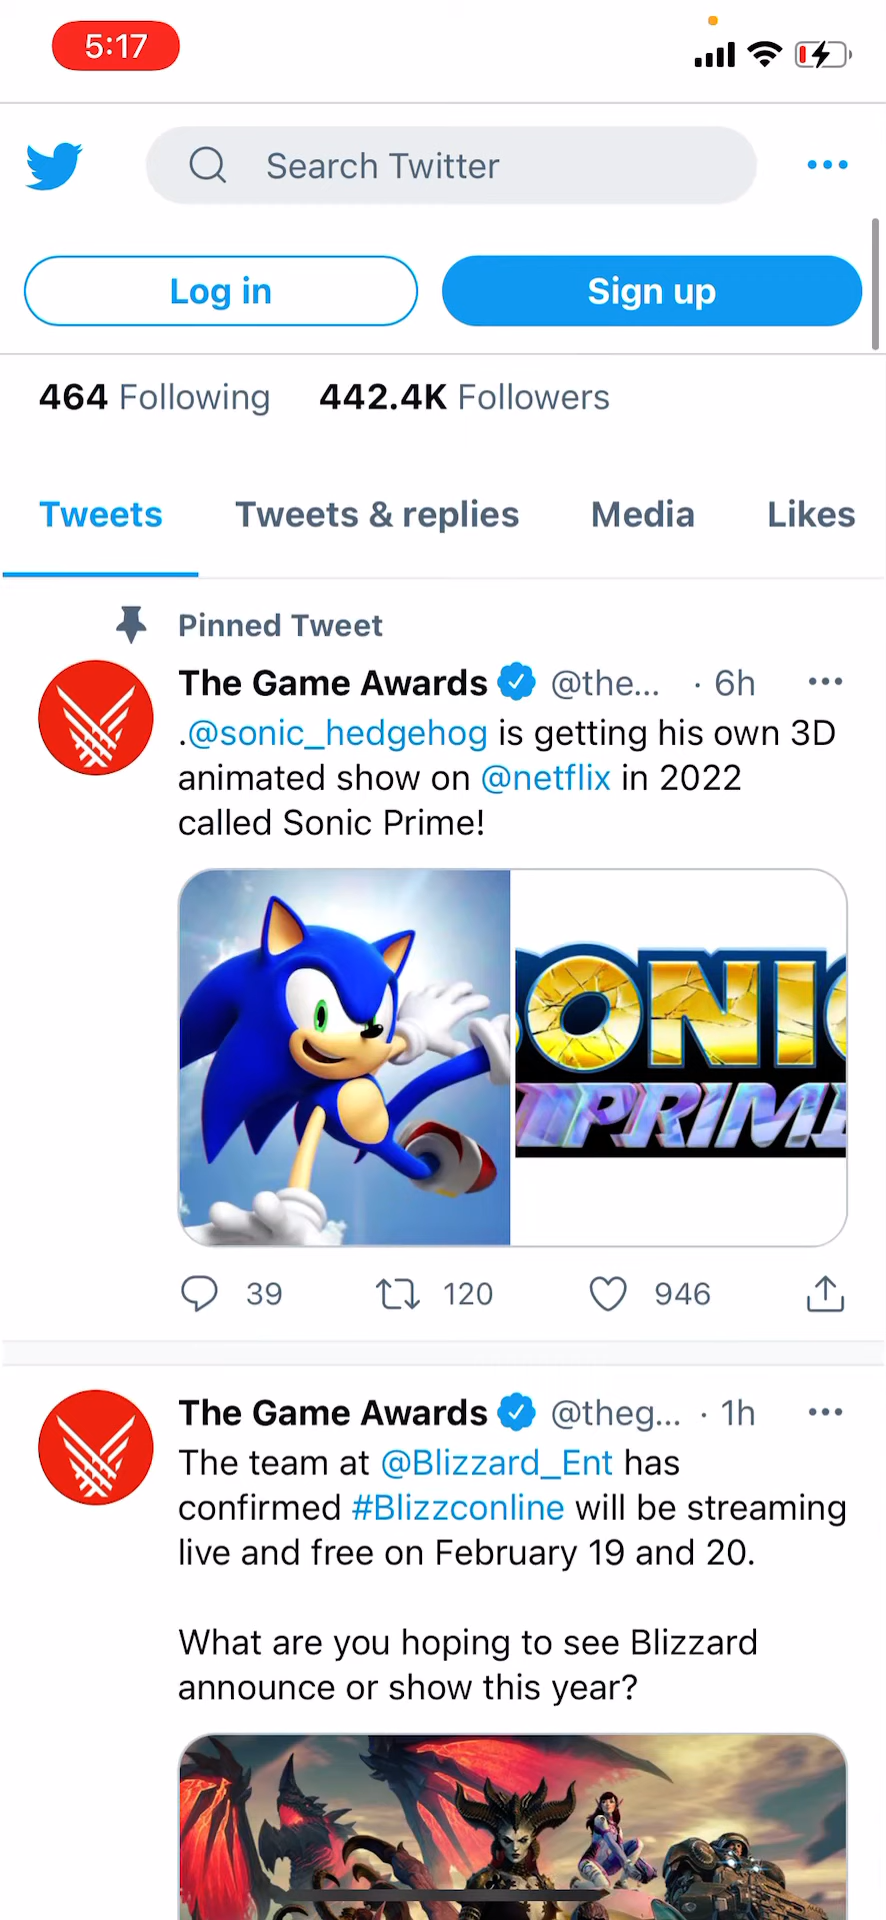 5:17
Search Twitter
Log in
Sign up
464 Following 442.4K Followers
Tweets Tweets & replies Media Likes
Pinned Tweet
The Game Awards @the... · 6h
.@sonic_hedgehog is getting his own 3D
animated show on @netflix in 2022
called Sonic Prime!
ONIC
PRIME
39 120 946
The Game Awards @theg... · 1h
The team at @Blizzard_Ent has
confirmed #Blizzconline will be streaming
live and free on February 19 and 20.
What are you hoping to see Blizzard
announce or show this year?